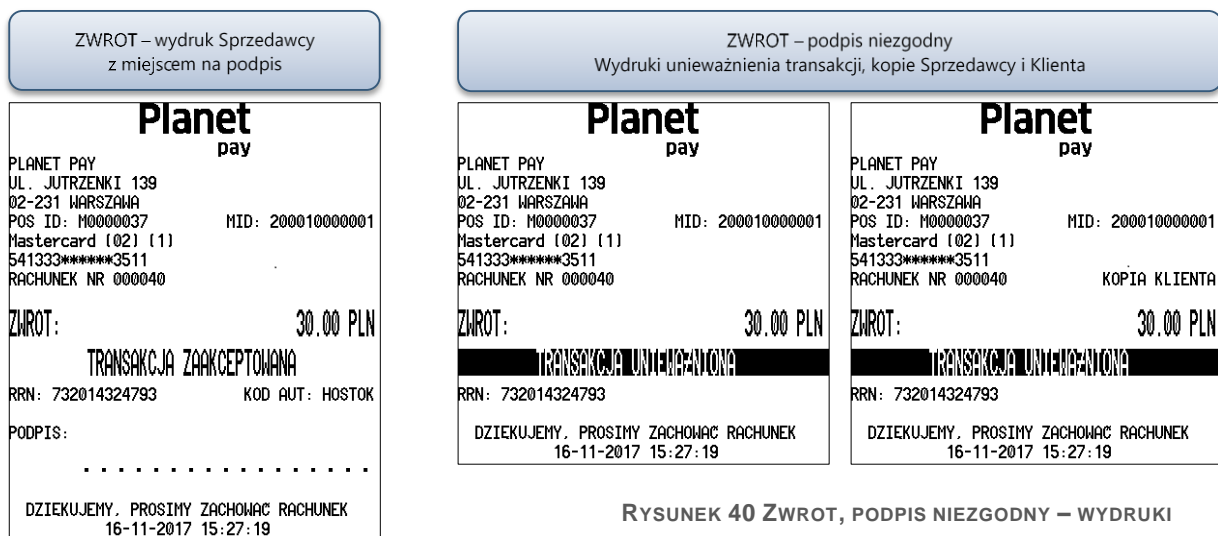 ZWROT – wydruk Sprzedawcy
z miejscem na podpis
Planet
pay
PLANET PAY
UL. JUTRZENKI 139
02-231 WARSZAWA
POS ID: M0000037 MID: 200010000001
Mastercard (02) (1)
541333******3511
RACHUNEK NR 000040
ZWROT: 30.00 PLN
TRANSAKCJA ZAAKCEPTOWANA
RRN: 732014324793 KOD AUT: HOSTOK
PODPIS:
. . . . . . . . . . . . . . . . .
DZIEKUJEMY, PROSIMY ZACHOWAC RACHUNEK
16-11-2017 15:27:19
ZWROT – podpis niezgodny
Wydruki unieważnienia transakcji, kopie Sprzedawcy i Klienta
Planet
pay
PLANET PAY
UL. JUTRZENKI 139
02-231 WARSZAWA
POS ID: M0000037 MID: 200010000001
Mastercard (02) (1)
541333******3511
RACHUNEK NR 000040
ZWROT: 30.00 PLN
TRANSAKCJA UNIEWAŻNIONA
RRN: 732014324793
DZIEKUJEMY, PROSIMY ZACHOWAC RACHUNEK
16-11-2017 15:27:19
Planet
pay
PLANET PAY
UL. JUTRZENKI 139
02-231 WARSZAWA
POS ID: M0000037 MID: 200010000001
Mastercard (02) (1)
541333******3511
RACHUNEK NR 000040 KOPIA KLIENTA
ZWROT: 30.00 PLN
TRANSAKCJA UNIEWAŻNIONA
RRN: 732014324793
DZIEKUJEMY, PROSIMY ZACHOWAC RACHUNEK
16-11-2017 15:27:19
RYSUNEK 40 ZWROT, PODPIS NIEZGODNY – WYDRUKI